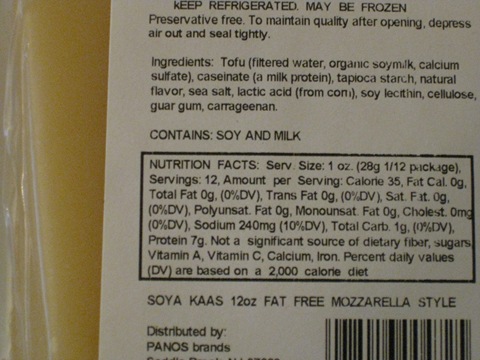 KEEP REFRIGERATED. MAY BE FROZEN
Preservative free. To maintain quality after opening, depress
air out and seal tightly.
Ingredients: Tofu (filtered water, organic soymilk, calcium
sulfate), caseinate (a milk protein), tapioca starch, natural
flavor, sea salt, lactic acid (from corn), soy lecithin, cellulose,
guar gum, carrageenan.
CONTAINS: SOY AND MILK
NUTRITION FACTS: Serv. Size: 1 oz. (28g 1/12 package),
Servings: 12, Amount per Serving: Calorie 35, Fat Cal. 0g,
Total Fat 0g, (0%DV), Trans Fat 0g, (0%DV), Sat. Fat. 0g,
(0%DV), Polyunsat. Fat 0g, Monounsat. Fat 0g, Cholest. 0mg
(0%DV), Sodium 240mg (10%DV), Total Carb. 1g, (0%DV),
Protein 7g. Not a significant source of dietary fiber, sugars
Vitamin A, Vitamin C, Calcium, Iron. Percent daily values
(DV) are based on a 2,000 calorie diet
SOYA KAAS 12oz FAT FREE MOZZARELLA STYLE
Distributed by:
PANOS brands